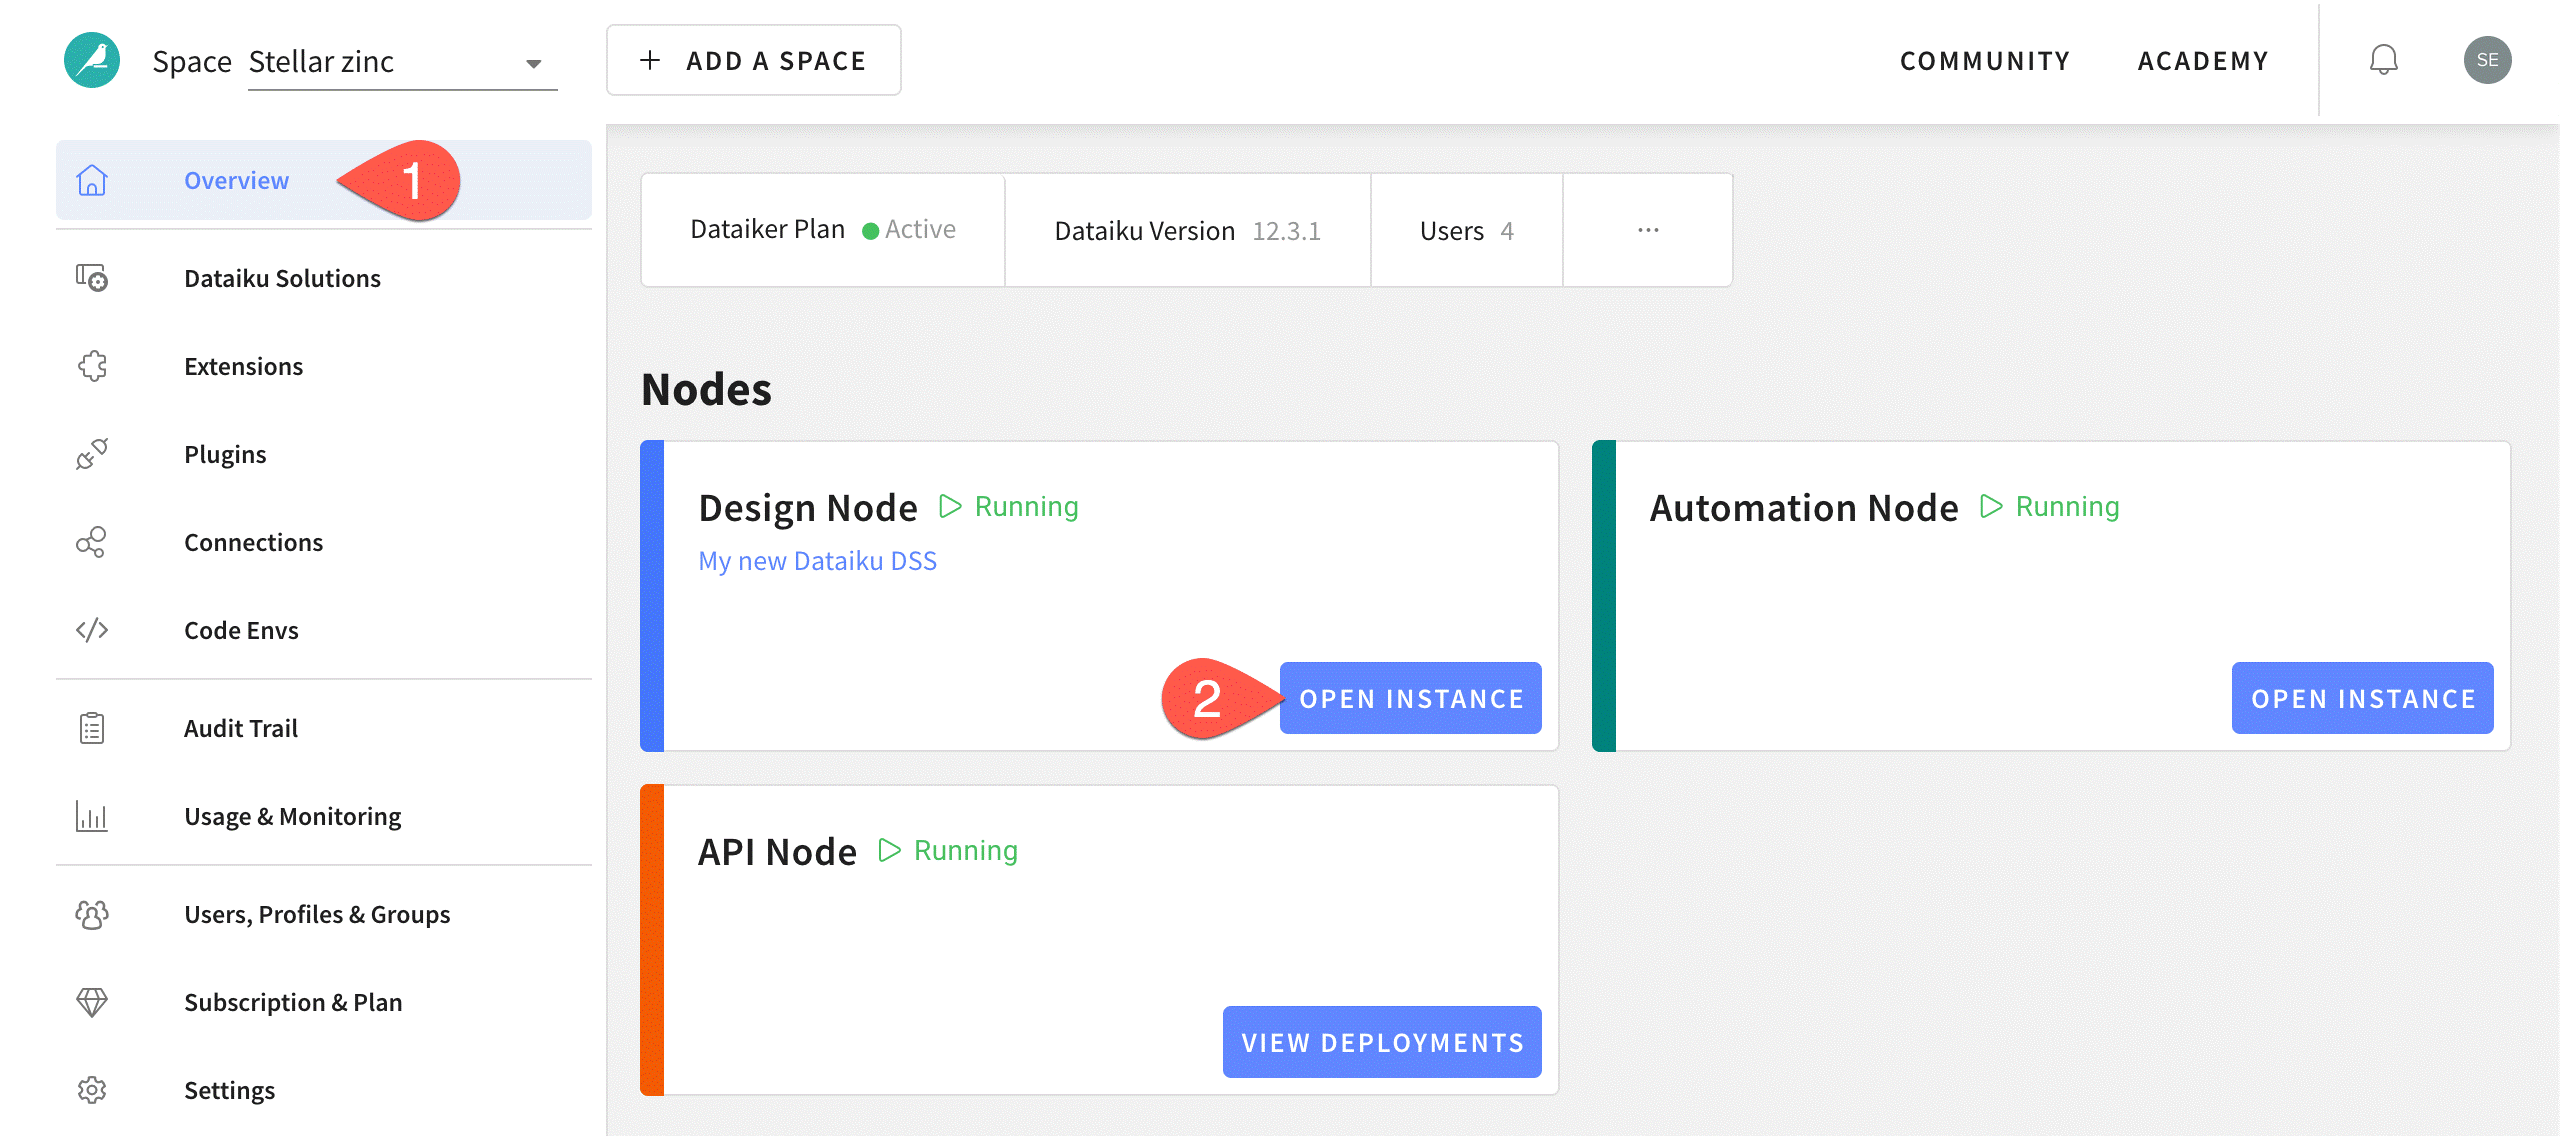 Space Stellar zinc
+ ADD A SPACE
COMMUNITY
ACADEMY
SE
Overview
1
Dataiku Solutions
Extensions
Plugins
Connections
Code Envs
Audit Trail
Usage & Monitoring
Users, Profiles & Groups
Subscription & Plan
Settings
Dataiker Plan Active
Dataiku Version 12.3.1
Users 4
...
Nodes
Design Node Running
My new Dataiku DSS
2
OPEN INSTANCE
Automation Node Running
OPEN INSTANCE
API Node Running
VIEW DEPLOYMENTS